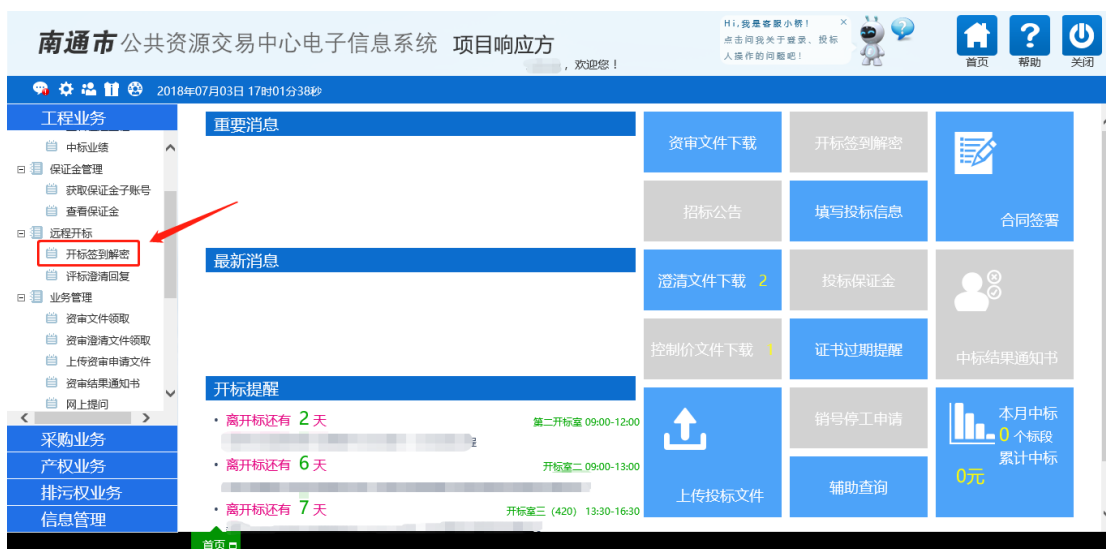 南通市公共资源交易中心电子信息系统 项目响应方
，欢迎您！
Hi,我是客服小桥！ ×
点击问我关于登录、投标
人操作的问题吧！
首页
帮助
关闭
2018年07月03日 17时01分38秒
工程业务
中标业绩
保证金管理
获取保证金子账号
查看保证金
远程开标
开标签到解密
评标澄清回复
业务管理
资审文件领取
资审澄清文件领取
上传资审申请文件
资审结果通知书
网上提问
采购业务
产权业务
排污权业务
信息管理
重要消息
最新消息
开标提醒
• 离开标还有 2 天
第二开标室 09:00-12:00
• 离开标还有 6 天
开标室二 09:00-13:00
• 离开标还有 7 天
开标室三（420） 13:30-16:30
资审文件下载
开标签到解密
招标公告
填写投标信息
合同签署
澄清文件下载 2
投标保证金
控制价文件下载 1
证书过期提醒
中标结果通知书
上传投标文件
销号停工申请
辅助查询
本月中标
0 个标段
累计中标
0元
首页